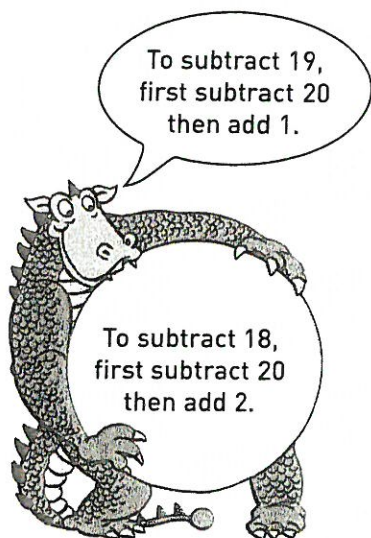 To subtract 19,
first subtract 20
then add 1.
To subtract 18,
first subtract 20
then add 2.